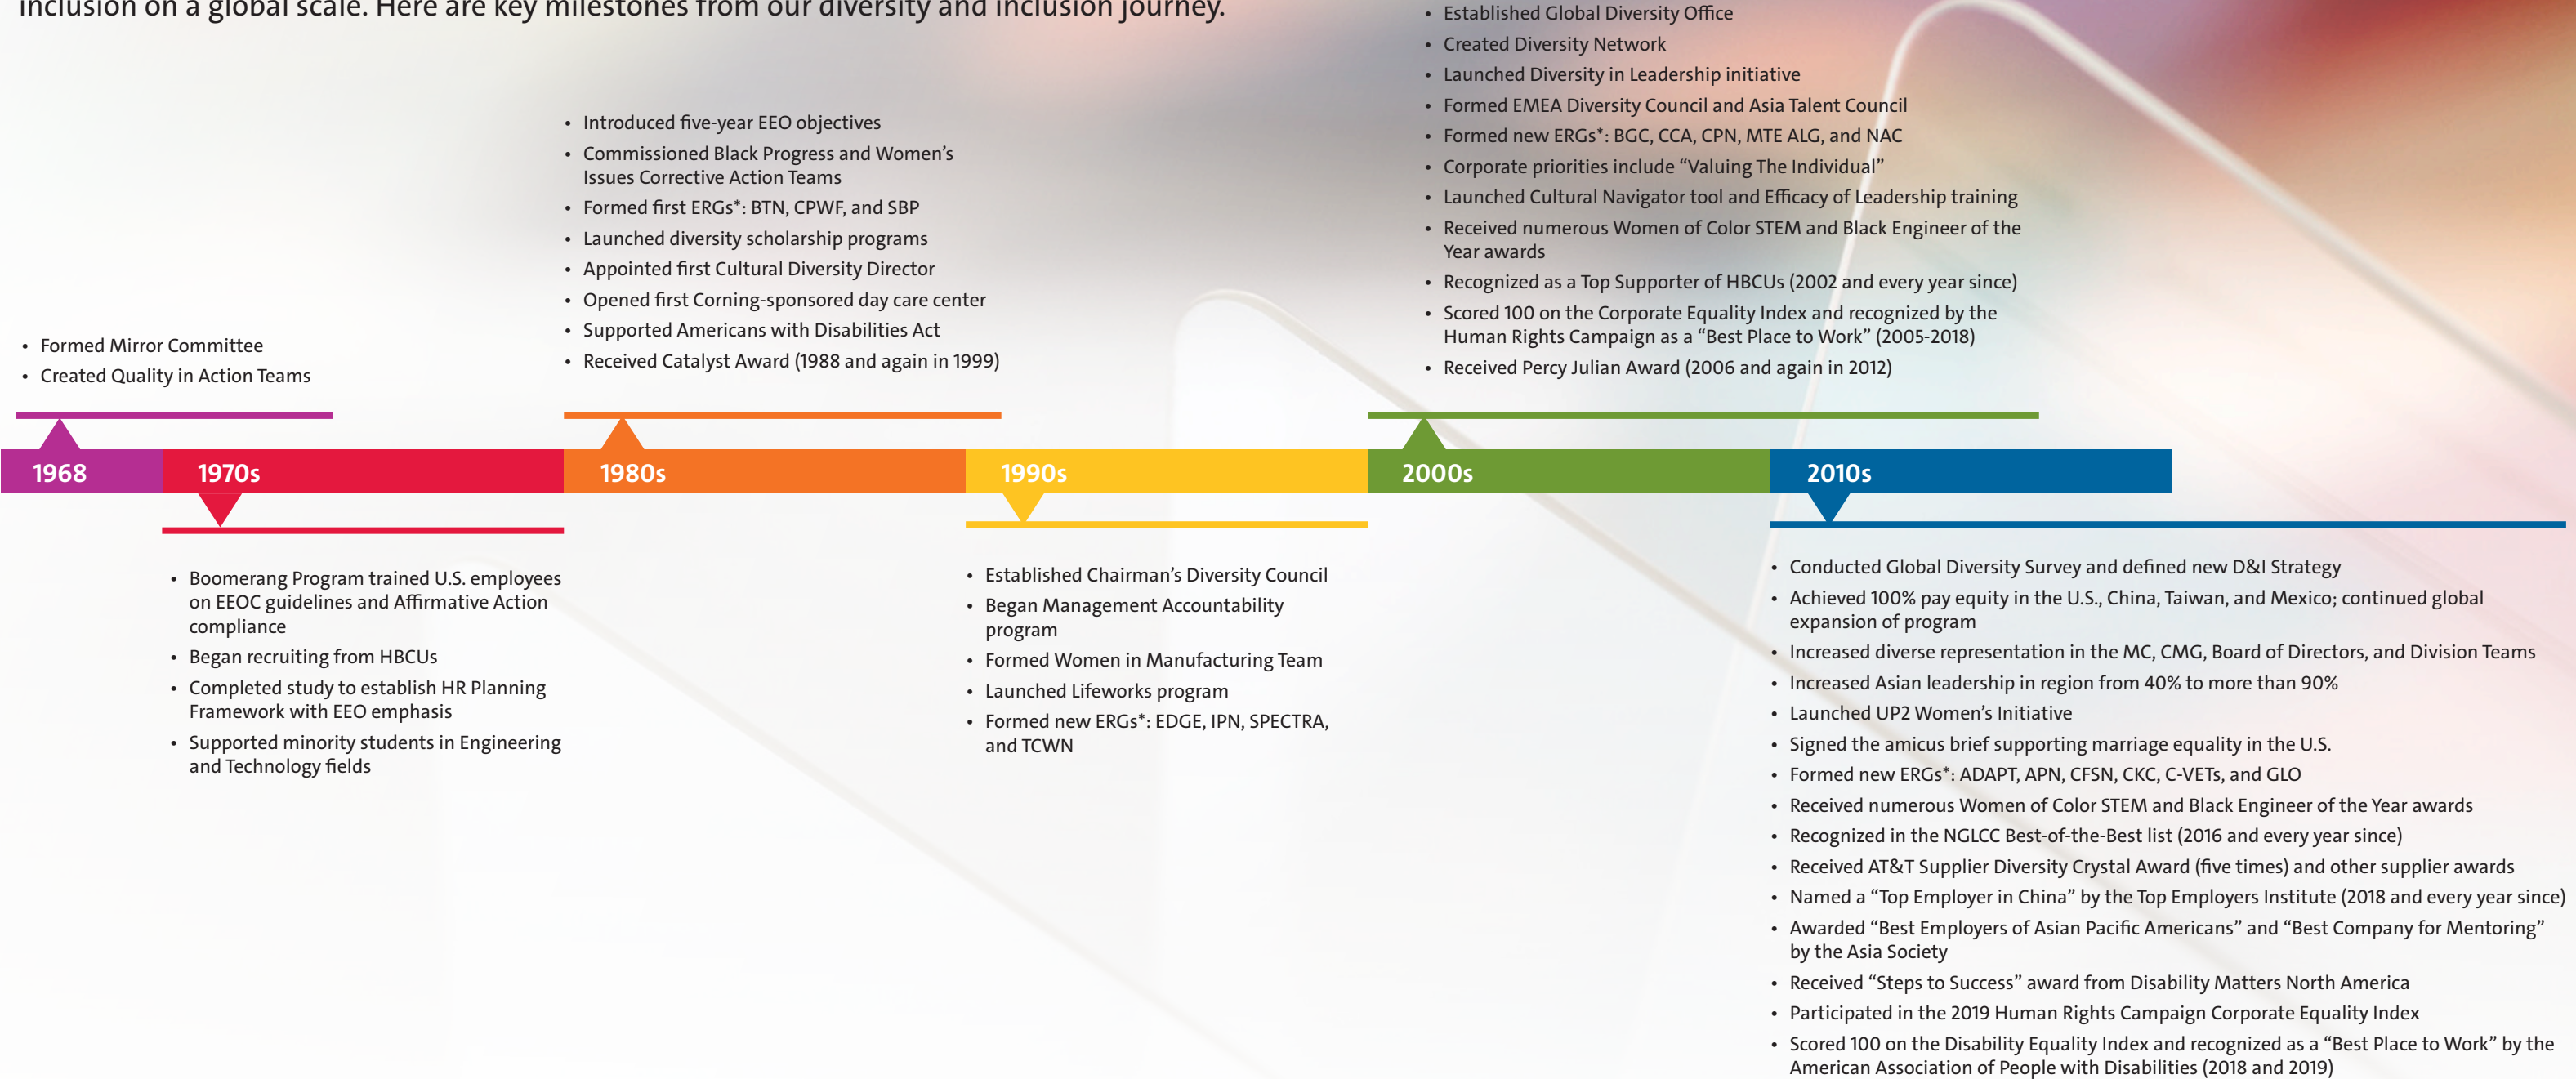 inclusion on a global scale. Here are key milestones from our diversity and inclusion journey.
• Formed Mirror Committee
• Created Quality in Action Teams
1968
1970s
• Boomerang Program trained U.S. employees
on EEOC guidelines and Affirmative Action
compliance
• Began recruiting from HBCUs
• Completed study to establish HR Planning
Framework with EEO emphasis
• Supported minority students in Engineering
and Technology fields
• Introduced five-year EEO objectives
• Commissioned Black Progress and Women’s
Issues Corrective Action Teams
• Formed first ERGs*: BTN, CPWF, and SBP
• Launched diversity scholarship programs
• Appointed first Cultural Diversity Director
• Opened first Corning-sponsored day care center
• Supported Americans with Disabilities Act
• Received Catalyst Award (1988 and again in 1999)
1980s
1990s
• Established Chairman’s Diversity Council
• Began Management Accountability
program
• Formed Women in Manufacturing Team
• Launched Lifeworks program
• Formed new ERGs*: EDGE, IPN, SPECTRA,
and TCWN
• Established Global Diversity Office
• Created Diversity Network
• Launched Diversity in Leadership initiative
• Formed EMEA Diversity Council and Asia Talent Council
• Formed new ERGs*: BGC, CCA, CPN, MTE ALG, and NAC
• Corporate priorities include “Valuing The Individual”
• Launched Cultural Navigator tool and Efficacy of Leadership training
• Received numerous Women of Color STEM and Black Engineer of the
Year awards
• Recognized as a Top Supporter of HBCUs (2002 and every year since)
• Scored 100 on the Corporate Equality Index and recognized by the
Human Rights Campaign as a “Best Place to Work” (2005-2018)
• Received Percy Julian Award (2006 and again in 2012)
2000s
2010s
• Conducted Global Diversity Survey and defined new D&I Strategy
• Achieved 100% pay equity in the U.S., China, Taiwan, and Mexico; continued global
expansion of program
• Increased diverse representation in the MC, CMG, Board of Directors, and Division Teams
• Increased Asian leadership in region from 40% to more than 90%
• Launched UP2 Women’s Initiative
• Signed the amicus brief supporting marriage equality in the U.S.
• Formed new ERGs*: ADAPT, APN, CFSN, CKC, C-VETs, and GLO
• Received numerous Women of Color STEM and Black Engineer of the Year awards
• Recognized in the NGLCC Best-of-the-Best list (2016 and every year since)
• Received AT&T Supplier Diversity Crystal Award (five times) and other supplier awards
• Named a “Top Employer in China” by the Top Employers Institute (2018 and every year since)
• Awarded “Best Employers of Asian Pacific Americans” and “Best Company for Mentoring”
by the Asia Society
• Received “Steps to Success” award from Disability Matters North America
• Participated in the 2019 Human Rights Campaign Corporate Equality Index
• Scored 100 on the Disability Equality Index and recognized as a “Best Place to Work” by the
American Association of People with Disabilities (2018 and 2019)